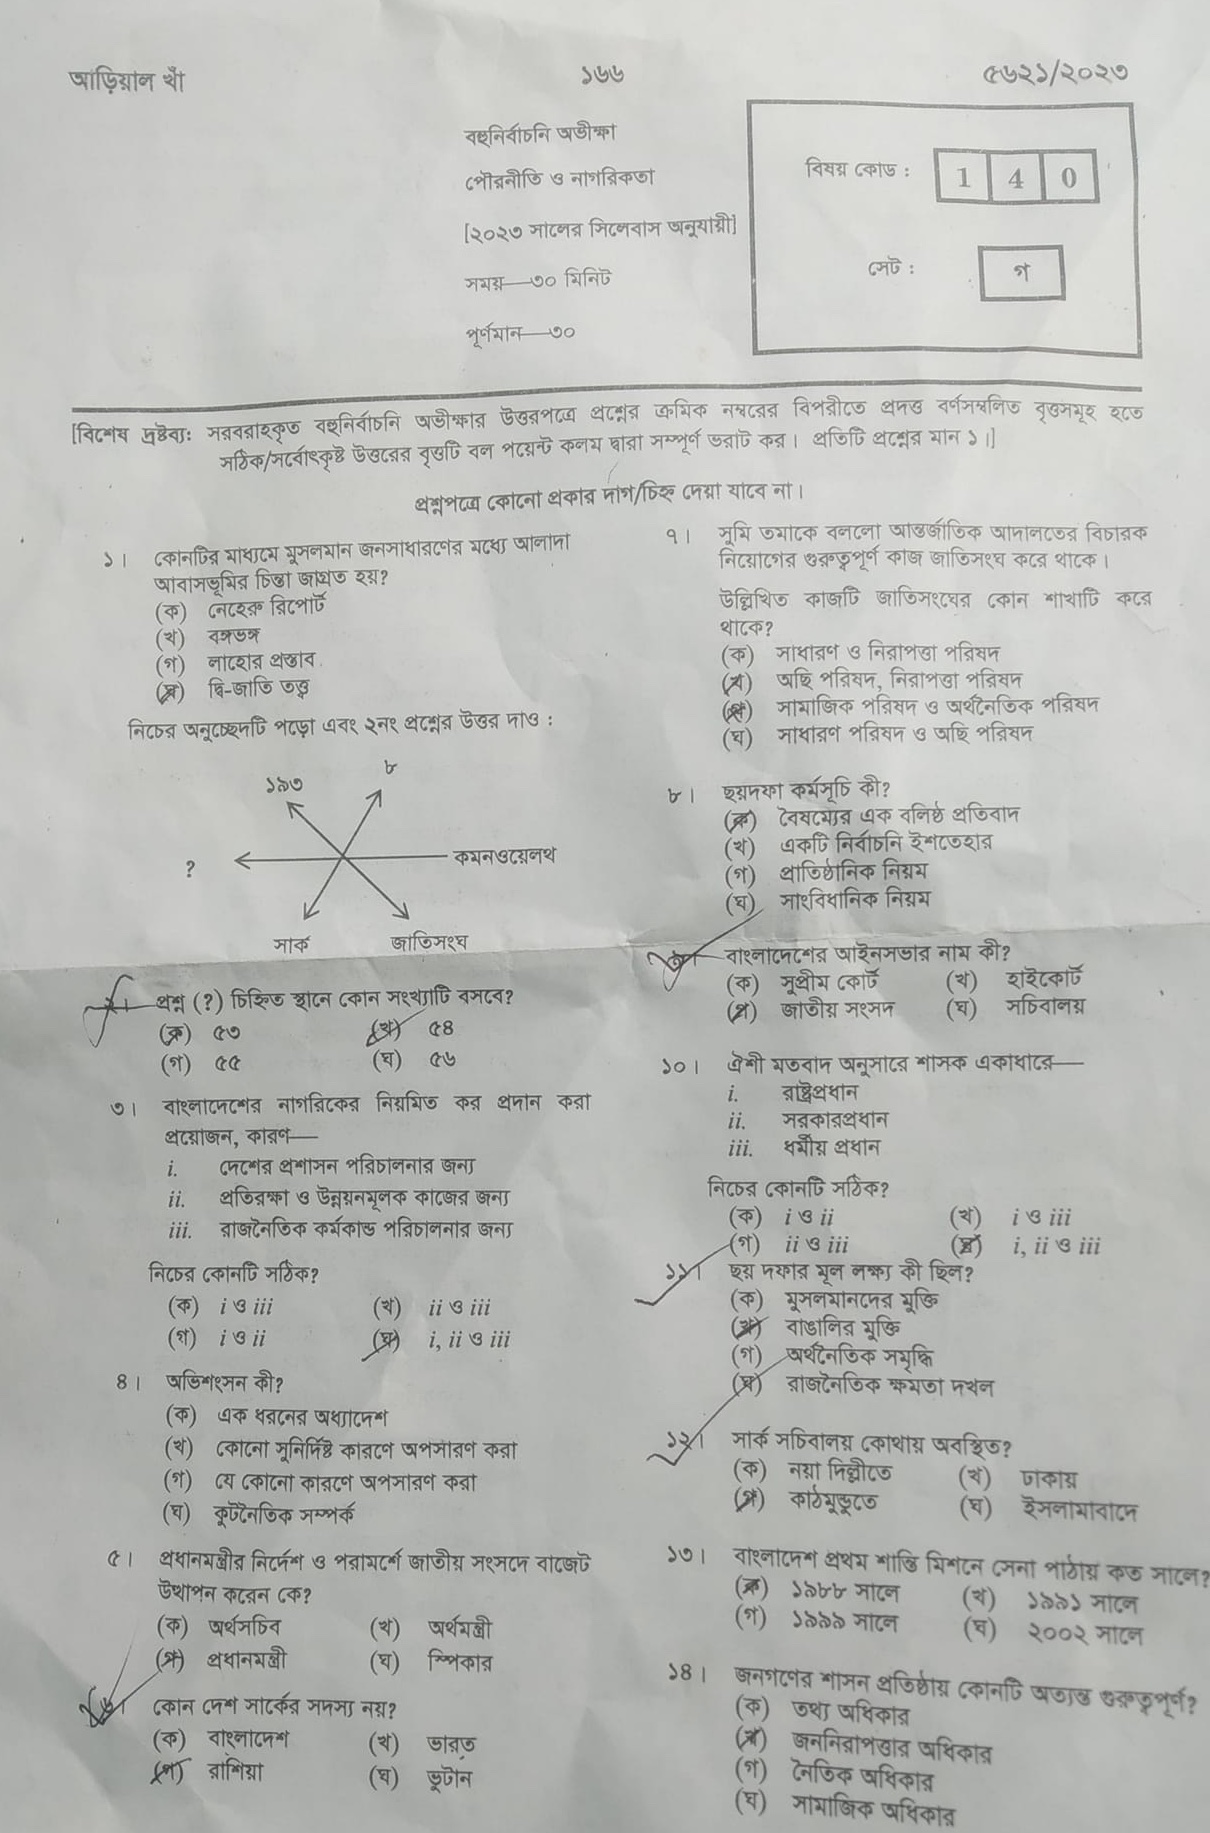 আড়িয়াল খাঁ
১৬৬
৫৬২১/২০২৩
বহুনির্বাচনি অভীক্ষা
পৌরনীতি ও নাগরিকতা
[২০২৩ সালের সিলেবাস অনুযায়ী]
সময়—৩০ মিনিট
পূর্ণমান—৩০
বিষয় কোড : 1 4 0
সেট : গ
[বিশেষ দ্রষ্টব্য: সরবরাহকৃত বহুনির্বাচনি অভীক্ষার উত্তরপত্রে প্রশ্নের ক্রমিক নম্বরের বিপরীতে প্রদত্ত বর্ণসম্বলিত বৃত্তসমূহ হতে
সঠিক/সর্বোৎকৃষ্ট উত্তরের বৃত্তটি বল পয়েন্ট কলম দ্বারা সম্পূর্ণ ভরাট কর। প্রতিটি প্রশ্নের মান ১।]
প্রশ্নপত্রে কোনো প্রকার দাগ/চিহ্ন দেয়া যাবে না।
১। কোনটির মাধ্যমে মুসলমান জনসাধারণের মধ্যে আলাদা
আবাসভূমির চিন্তা জাগ্রত হয়?
(ক) নেহেরু রিপোর্ট
(খ) বঙ্গভঙ্গ
(গ) লাহোর প্রস্তাব
(ঘ) দ্বি-জাতি তত্ত্ব
নিচের অনুচ্ছেদটি পড়ো এবং ২নং প্রশ্নের উত্তর দাও :
১৯৩
৮
?
কমনওয়েলথ
সার্ক
জাতিসংঘ
২। প্রশ্ন (?) চিহ্নিত স্থানে কোন সংখ্যাটি বসবে?
(ক) ৫৩ (খ) ৫৪
(গ) ৫৫ (ঘ) ৫৬
৩। বাংলাদেশের নাগরিকের নিয়মিত কর প্রদান করা
প্রয়োজন, কারণ—
i. দেশের প্রশাসন পরিচালনার জন্য
ii. প্রতিরক্ষা ও উন্নয়নমূলক কাজের জন্য
iii. রাজনৈতিক কর্মকান্ড পরিচালনার জন্য
নিচের কোনটি সঠিক?
(ক) i ও iii (খ) ii ও iii
(গ) i ও ii (ঘ) i, ii ও iii
৪। অভিশংসন কী?
(ক) এক ধরনের অধ্যাদেশ
(খ) কোনো সুনির্দিষ্ট কারণে অপসারণ করা
(গ) যে কোনো কারণে অপসারণ করা
(ঘ) কুটনৈতিক সম্পর্ক
৫। প্রধানমন্ত্রীর নির্দেশ ও পরামর্শে জাতীয় সংসদে বাজেট
উত্থাপন করেন কে?
(ক) অর্থসচিব (খ) অর্থমন্ত্রী
(গ) প্রধানমন্ত্রী (ঘ) স্পিকার
৬। কোন দেশ সার্কের সদস্য নয়?
(ক) বাংলাদেশ (খ) ভারত
(গ) রাশিয়া (ঘ) ভুটান
৭। সুমি তমাকে বললো আন্তর্জাতিক আদালতের বিচারক
নিয়োগের গুরুত্বপূর্ণ কাজ জাতিসংঘ করে থাকে।
উল্লিখিত কাজটি জাতিসংঘের কোন শাখাটি করে
থাকে?
(ক) সাধারণ ও নিরাপত্তা পরিষদ
(খ) অছি পরিষদ, নিরাপত্তা পরিষদ
(গ) সামাজিক পরিষদ ও অর্থনৈতিক পরিষদ
(ঘ) সাধারণ পরিষদ ও অছি পরিষদ
৮। ছয়দফা কর্মসূচি কী?
(ক) বৈষম্যের এক বলিষ্ঠ প্রতিবাদ
(খ) একটি নির্বাচনি ইশতেহার
(গ) প্রাতিষ্ঠানিক নিয়ম
(ঘ) সাংবিধানিক নিয়ম
৯। বাংলাদেশের আইনসভার নাম কী?
(ক) সুপ্রীম কোর্ট (খ) হাইকোর্ট
(গ) জাতীয় সংসদ (ঘ) সচিবালয়
১০। ঐশী মতবাদ অনুসারে শাসক একাধারে—
i. রাষ্ট্রপ্রধান
ii. সরকারপ্রধান
iii. ধর্মীয় প্রধান
নিচের কোনটি সঠিক?
(ক) i ও ii (খ) i ও iii
(গ) ii ও iii (ঘ) i, ii ও iii
১১। ছয় দফার মূল লক্ষ্য কী ছিল?
(ক) মুসলমানদের মুক্তি
(খ) বাঙালির মুক্তি
(গ) অর্থনৈতিক সমৃদ্ধি
(ঘ) রাজনৈতিক ক্ষমতা দখল
১২। সার্ক সচিবালয় কোথায় অবস্থিত?
(ক) নয়া দিল্লীতে (খ) ঢাকায়
(গ) কাঠমুন্ডুতে (ঘ) ইসলামাবাদে
১৩। বাংলাদেশ প্রথম শান্তি মিশনে সেনা পাঠায় কত সালে?
(ক) ১৯৮৮ সালে (খ) ১৯৯১ সালে
(গ) ১৯৯৯ সালে (ঘ) ২০০২ সালে
১৪। জনগণের শাসন প্রতিষ্ঠায় কোনটি অত্যন্ত গুরুত্বপূর্ণ?
(ক) তথ্য অধিকার
(খ) জননিরাপত্তার অধিকার
(গ) নৈতিক অধিকার
(ঘ) সামাজিক অধিকার